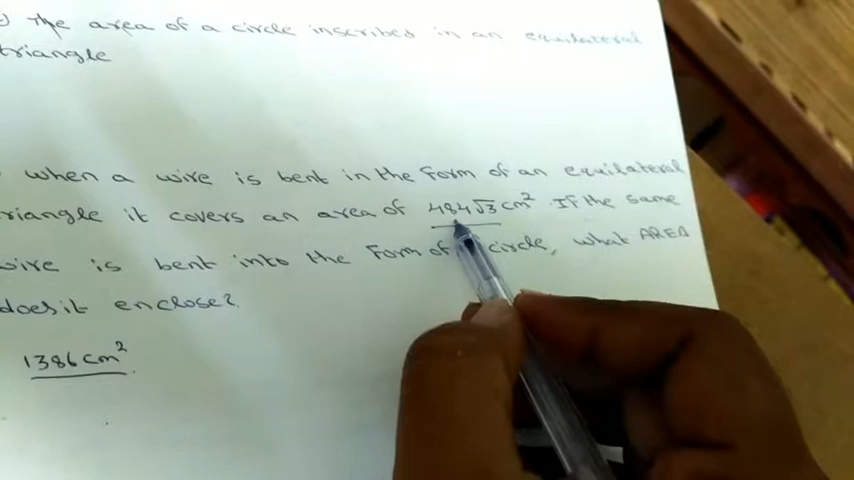 The area of a circle inscribed in an equilateral
triangle
when a wire is bent in the form of an equilateral
triangle it covers an area of 484√3 cm². If the same
wire is bent into the form of circle, what AREA
does it enclose?
1386 cm²